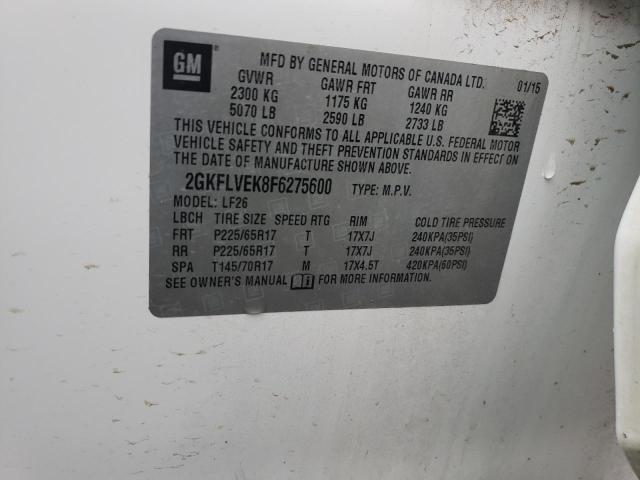 GM
MFD BY GENERAL MOTORS OF CANADA LTD.
01/15
GVWR GAWR FRT GAWR RR
2300 KG 1175 KG 1240 KG
5070 LB 2590 LB 2733 LB
THIS VEHICLE CONFORMS TO ALL APPLICABLE U.S. FEDERAL MOTOR
VEHICLE SAFETY AND THEFT PREVENTION STANDARDS IN EFFECT ON
THE DATE OF MANUFACTURE SHOWN ABOVE.
2GKFLVEK8F6275600 TYPE: M.P.V.
MODEL: LF26
LBCH TIRE SIZE SPEED RTG RIM COLD TIRE PRESSURE
FRT P225/65R17 T 17X7J 240KPA(35PSI)
RR P225/65R17 T 17X7J 240KPA(35PSI)
SPA T145/70R17 M 17X4.5T 420KPA(60PSI)
SEE OWNER'S MANUAL FOR MORE INFORMATION.